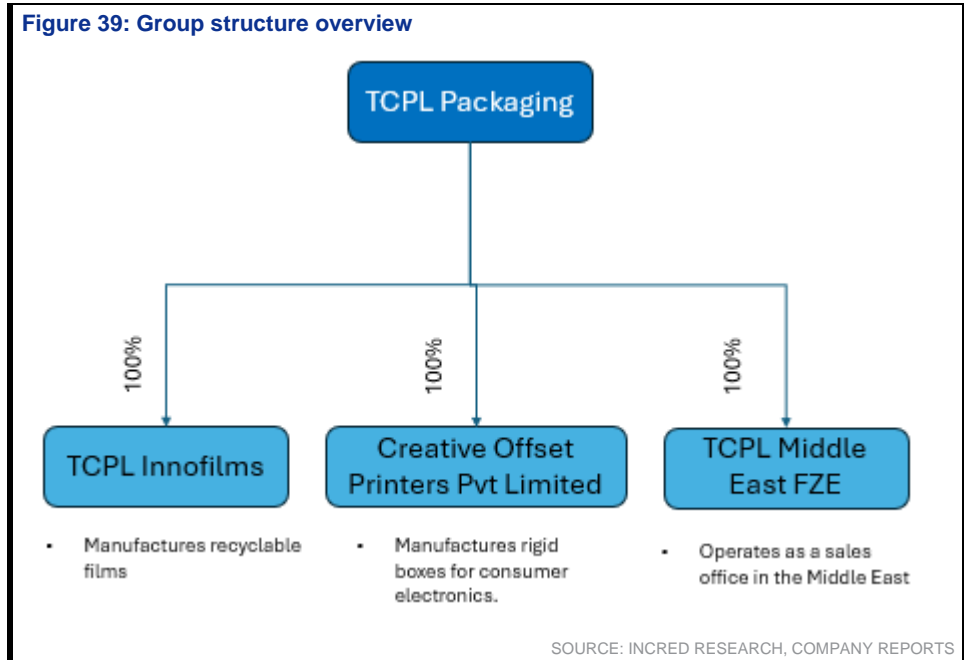 Figure 39: Group structure overview
TCPL Packaging
100%
100%
100%
TCPL Innofilms
Creative Offset
Printers Pvt Limited
TCPL Middle
East FZE
▪ Manufactures recyclable
films
▪ Manufactures rigid
boxes for consumer
electronics.
▪ Operates as a sales
office in the Middle East
SOURCE: INCRED RESEARCH, COMPANY REPORTS